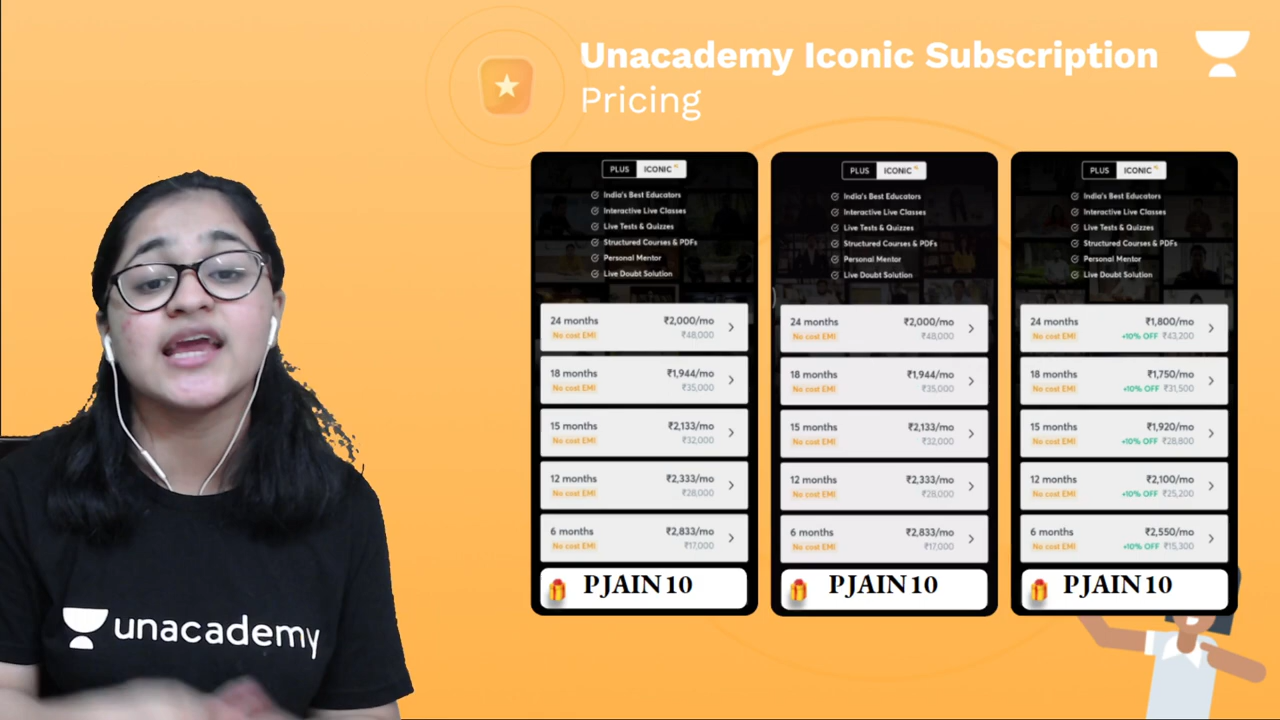 Unacademy Iconic Subscription
Pricing
PLUS ICONIC
India's Best Educators
Interactive Live Classes
Live Tests & Quizzes
Structured Courses & PDFs
Personal Mentor
Live Doubt Solution
24 months ₹2,000/mo
No cost EMI ₹48,000
18 months ₹1,944/mo
No cost EMI ₹35,000
15 months ₹2,133/mo
No cost EMI ₹32,000
12 months ₹2,333/mo
No cost EMI ₹28,000
6 months ₹2,833/mo
No cost EMI ₹17,000
PJAIN10
PLUS ICONIC
India's Best Educators
Interactive Live Classes
Live Tests & Quizzes
Structured Courses & PDFs
Personal Mentor
Live Doubt Solution
24 months ₹2,000/mo
No cost EMI ₹48,000
18 months ₹1,944/mo
No cost EMI ₹35,000
15 months ₹2,133/mo
No cost EMI ₹32,000
12 months ₹2,333/mo
No cost EMI ₹28,000
6 months ₹2,833/mo
No cost EMI ₹17,000
PJAIN10
PLUS ICONIC
India's Best Educators
Interactive Live Classes
Live Tests & Quizzes
Structured Courses & PDFs
Personal Mentor
Live Doubt Solution
24 months ₹1,800/mo
No cost EMI +10% OFF ₹43,200
18 months ₹1,750/mo
No cost EMI +10% OFF ₹31,500
15 months ₹1,920/mo
No cost EMI +10% OFF ₹28,800
12 months ₹2,100/mo
No cost EMI +10% OFF ₹25,200
6 months ₹2,550/mo
No cost EMI +10% OFF ₹15,300
PJAIN10
unacademy